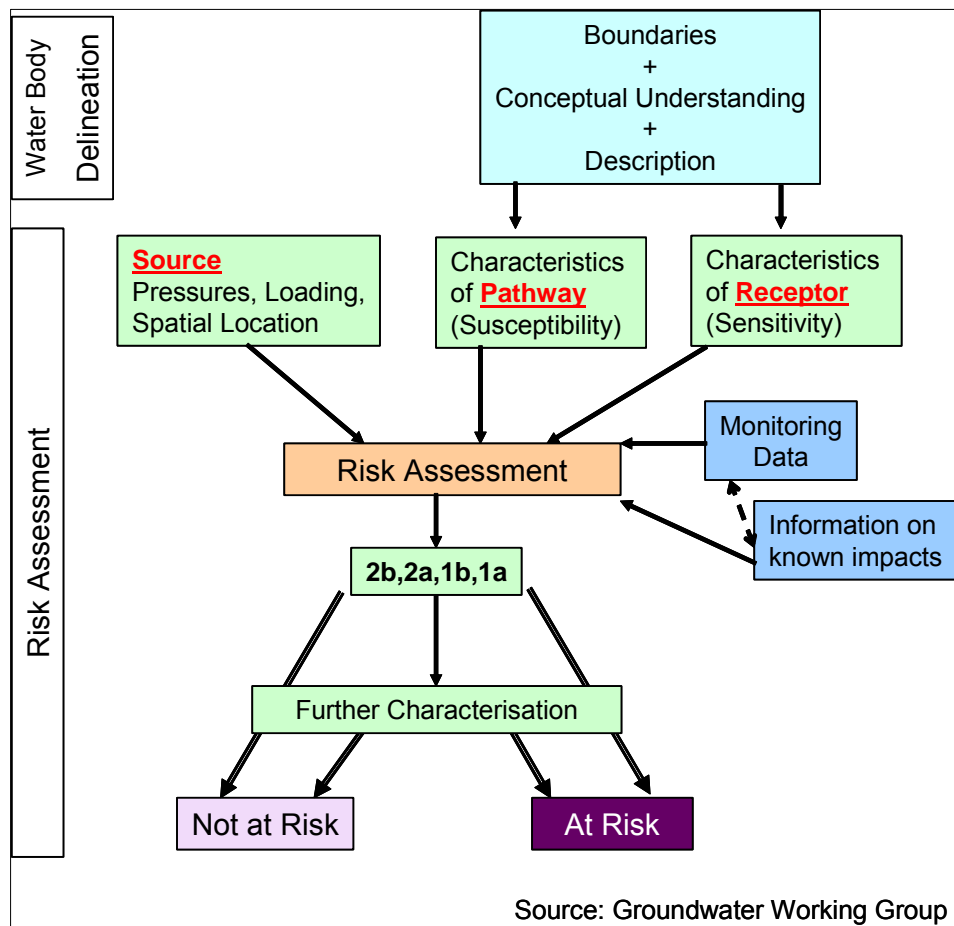 Water Body
Delineation
Boundaries
+
Conceptual Understanding
+
Description
Risk Assessment
Source
Pressures, Loading,
Spatial Location
Characteristics
of Pathway
(Susceptibility)
Characteristics
of Receptor
(Sensitivity)
Risk Assessment
Monitoring
Data
Information on
known impacts
2b,2a,1b,1a
Further Characterisation
Not at Risk
At Risk
Source: Groundwater Working Group